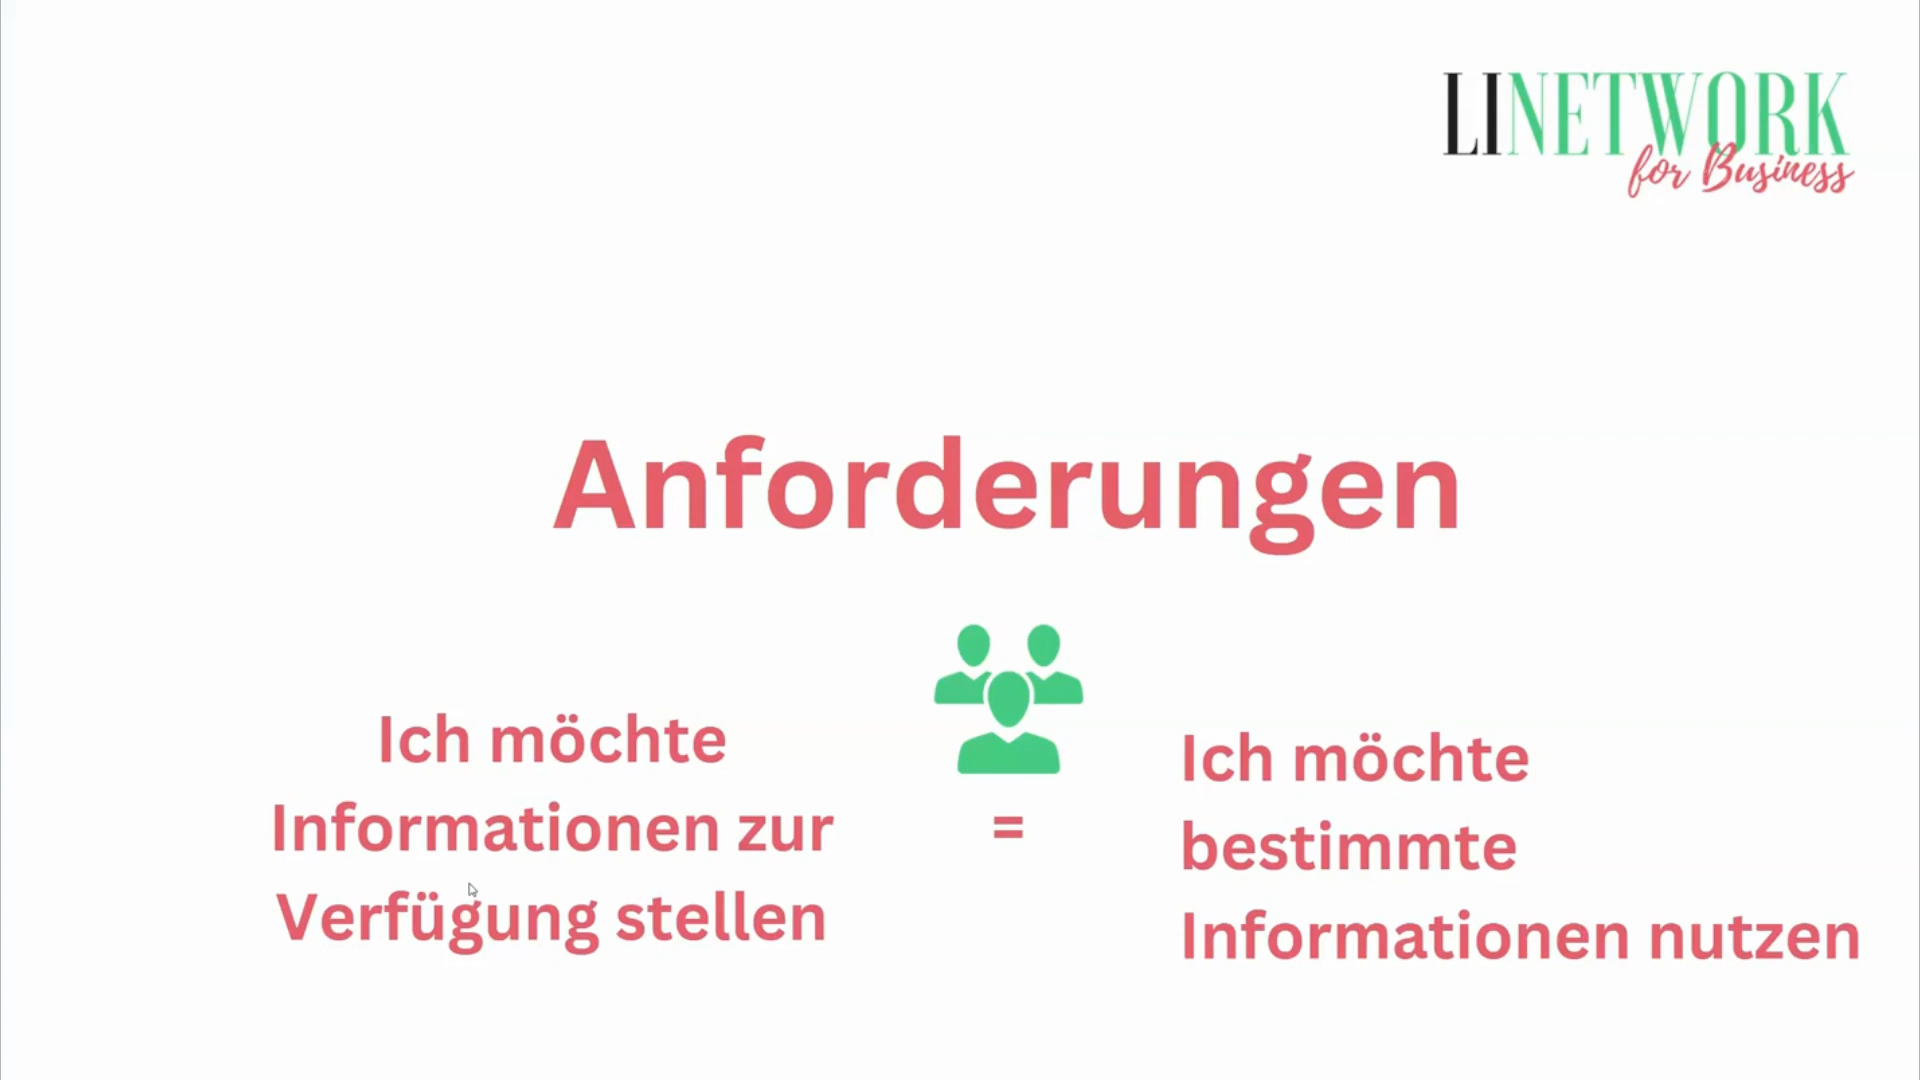 LINETWORK
for Business
Anforderungen
Ich möchte
Informationen zur
Verfügung stellen
=
Ich möchte
bestimmte
Informationen nutzen